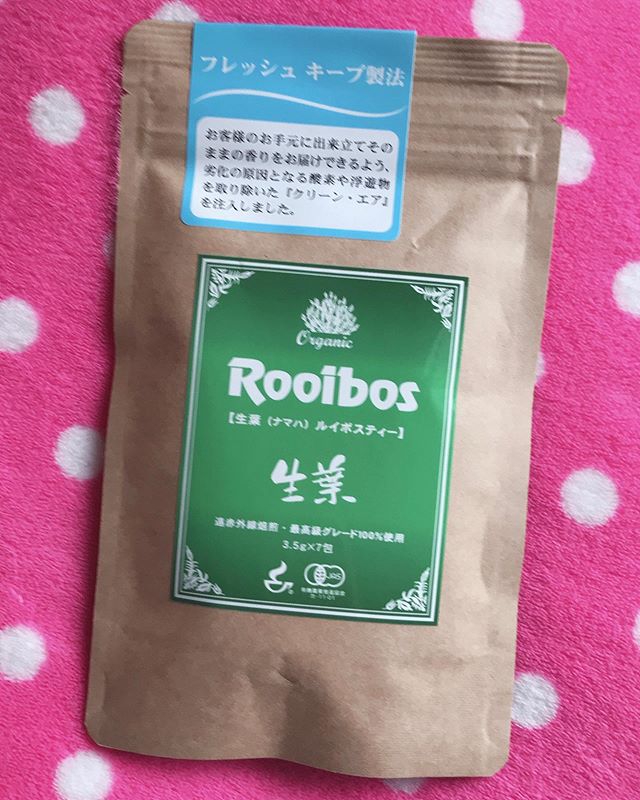 フレッシュ キープ製法
お客様のお手元に出来立てその
ままの香りをお届けできるよう、
劣化の原因となる酸素や浮遊物
を取り除いた『クリーン・エア』
を注入しました。
Organic
Rooibos
【生葉（ナマハ）ルイボスティー】
生葉
遠赤外線焙煎・最高級グレード100%使用
3.5g×7包
JAS